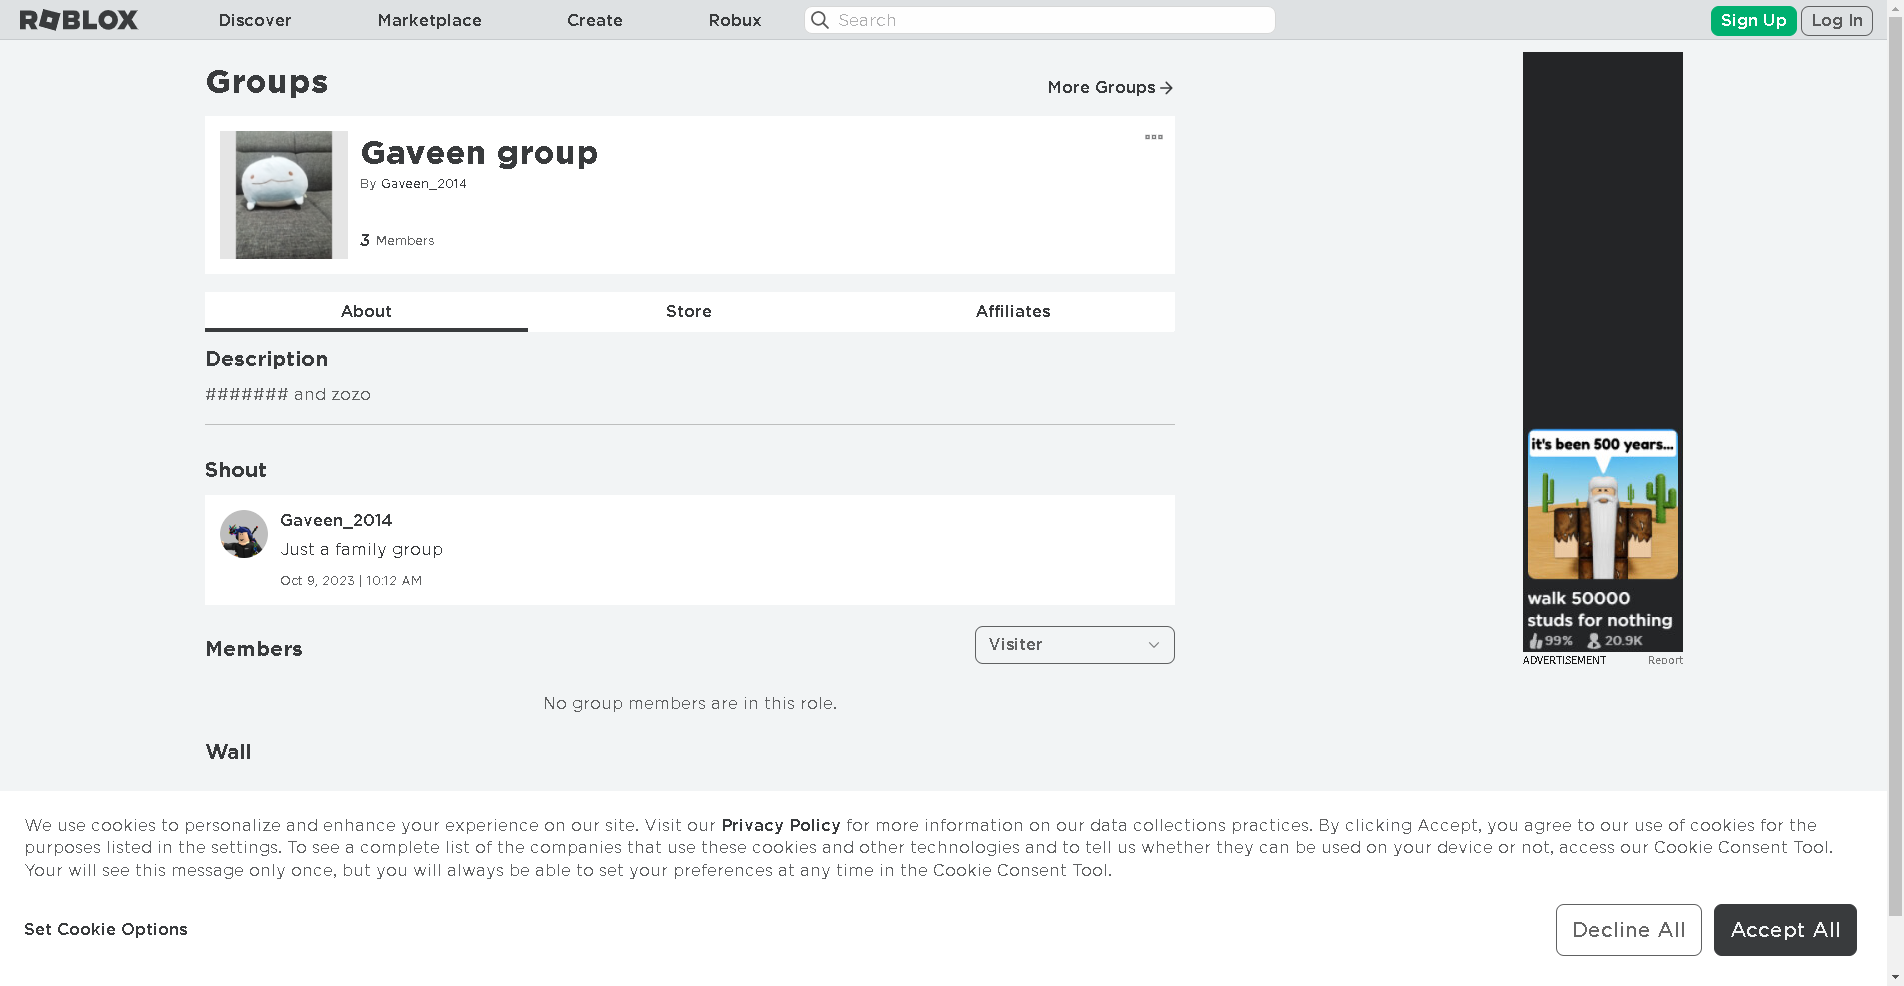 ROBLOX
Discover
Marketplace
Create
Robux
Search
Sign Up
Log In
Groups
More Groups
Gaveen group
By Gaveen_2014
3 Members
About
Store
Affiliates
Description
####### and zozo
Shout
Gaveen_2014
Just a family group
Oct 9, 2023 | 10:12 AM
Members
Visiter
No group members are in this role.
Wall
it's been 500 years...
walk 50000
studs for nothing
99% 20.9K
ADVERTISEMENT
Report
We use cookies to personalize and enhance your experience on our site. Visit our Privacy Policy for more information on our data collections practices. By clicking Accept, you agree to our use of cookies for the
purposes listed in the settings. To see a complete list of the companies that use these cookies and other technologies and to tell us whether they can be used on your device or not, access our Cookie Consent Tool.
Your will see this message only once, but you will always be able to set your preferences at any time in the Cookie Consent Tool.
Set Cookie Options
Decline All
Accept All